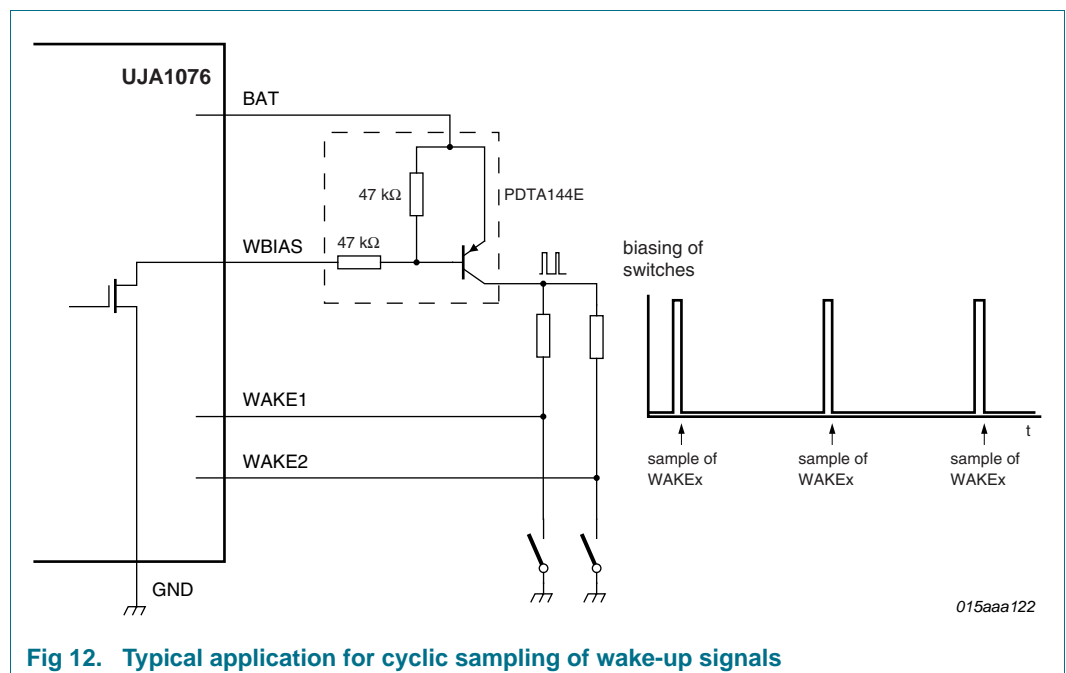 UJA1076
BAT
47 kΩ
PDTA144E
WBIAS
47 kΩ
biasing of
switches
WAKE1
t
WAKE2
sample of
WAKEx
sample of
WAKEx
sample of
WAKEx
GND
015aaa122
Fig 12. Typical application for cyclic sampling of wake-up signals